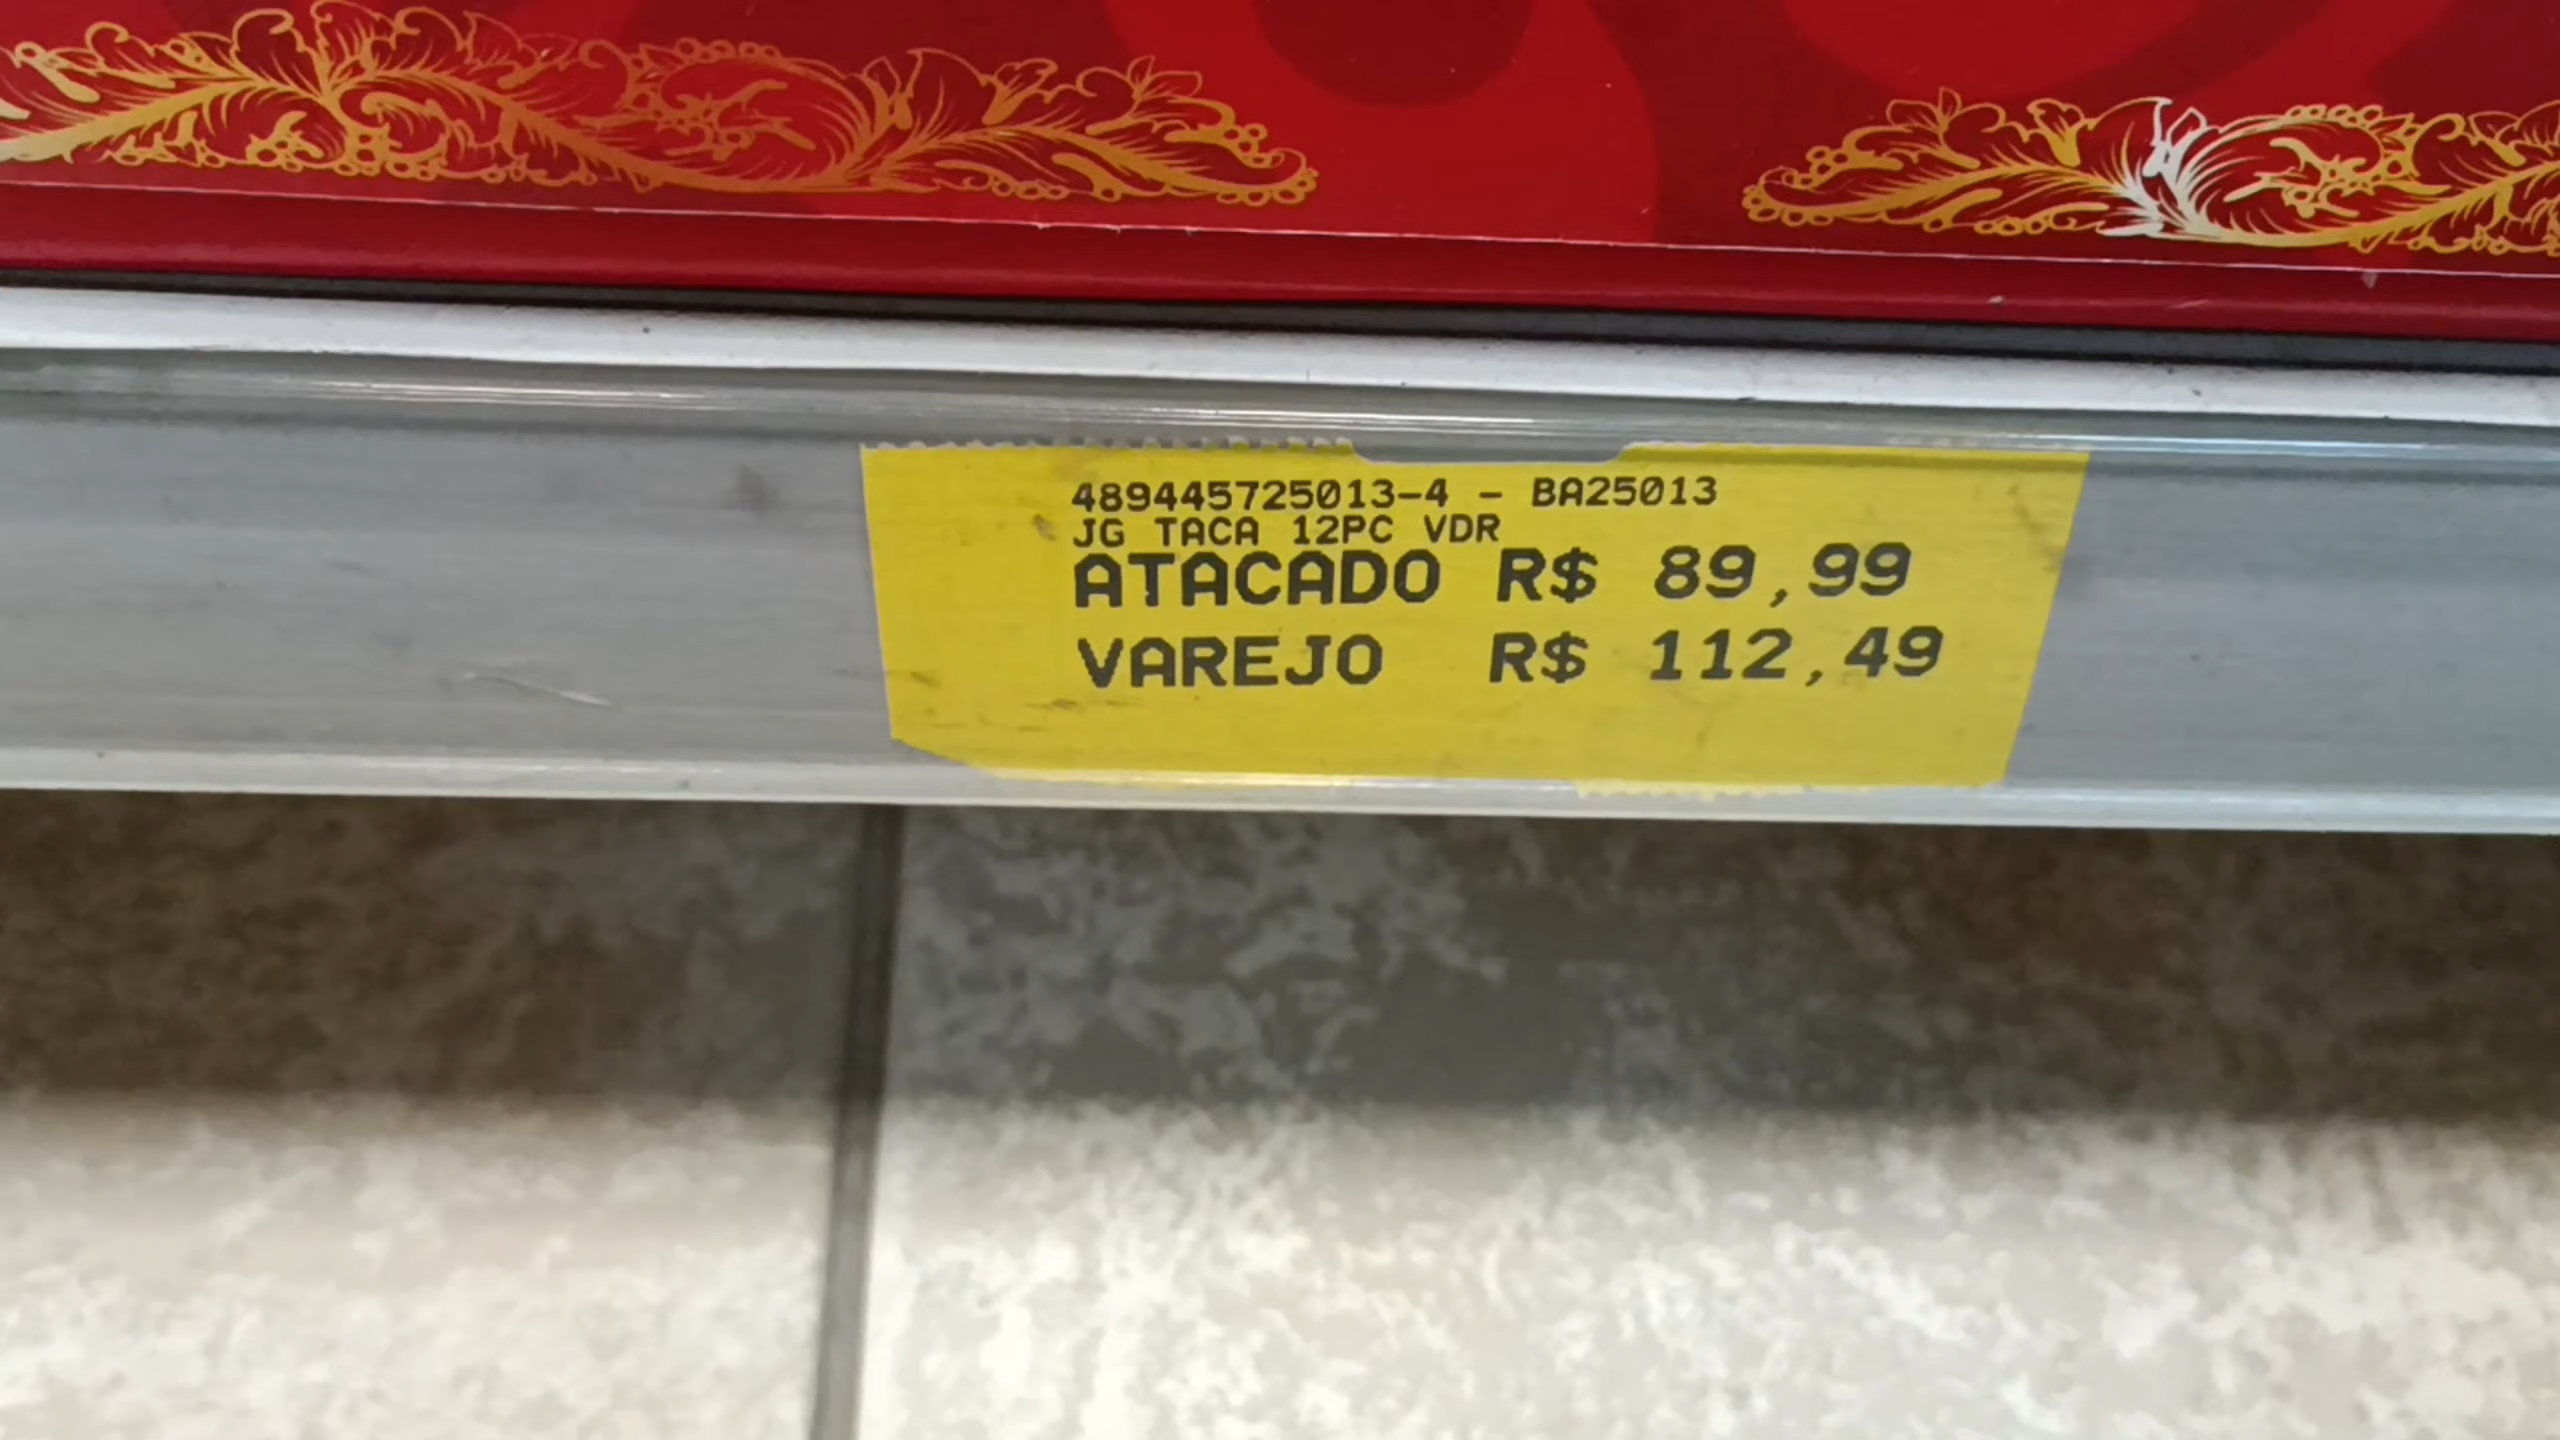 489445725013-4 - BA25013
JG TACA 12PC VDR
ATACADO R$ 89,99
VAREJO R$ 112,49